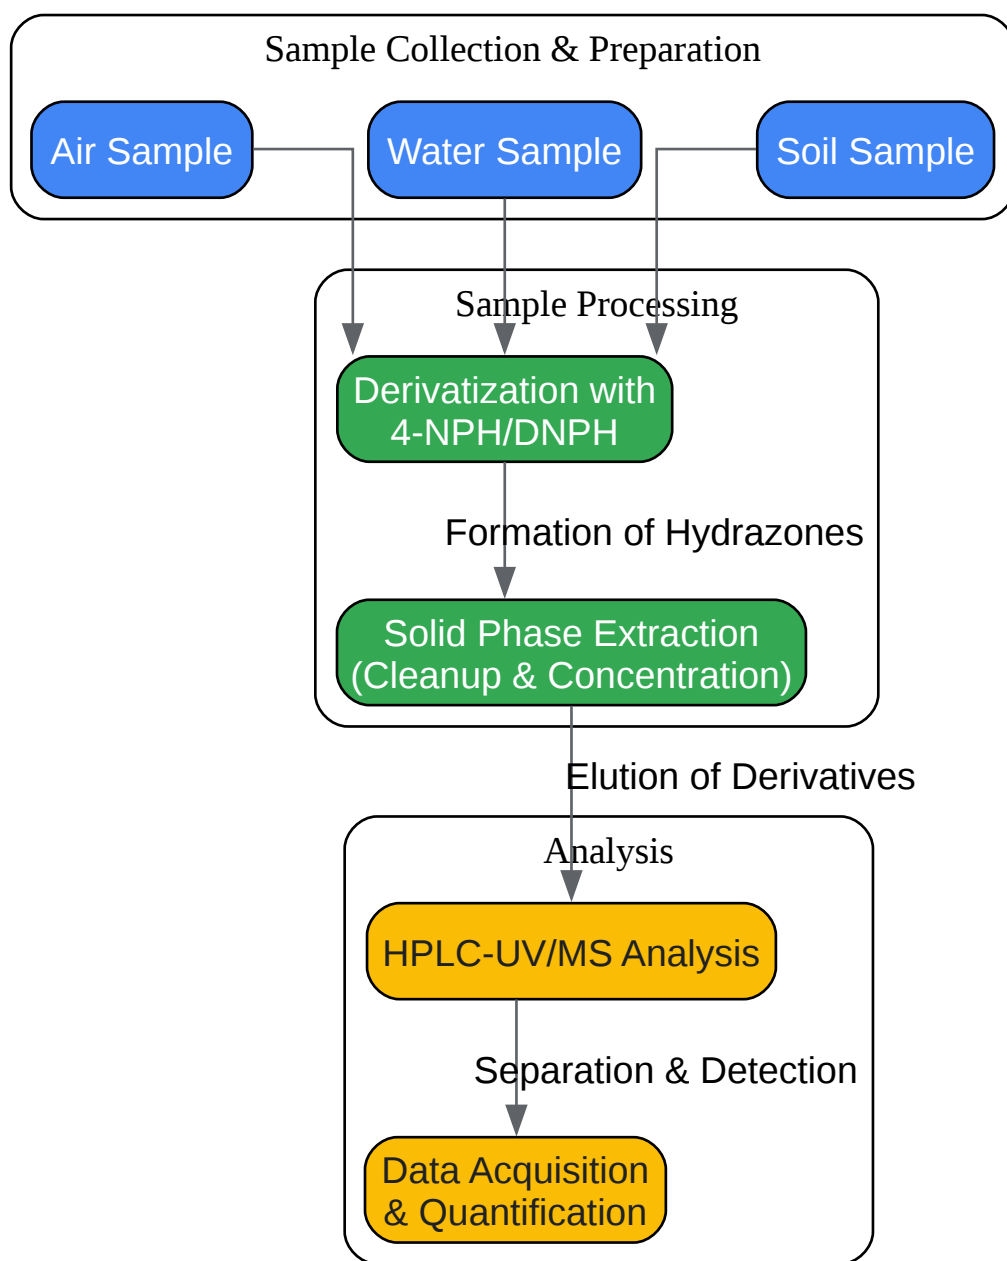 Sample Collection & Preparation
Air Sample
Water Sample
Soil Sample
Sample Processing
Derivatization with
4-NPH/DNPH
Formation of Hydrazones
Solid Phase Extraction
(Cleanup & Concentration)
Elution of Derivatives
Analysis
HPLC-UV/MS Analysis
Separation & Detection
Data Acquisition
& Quantification